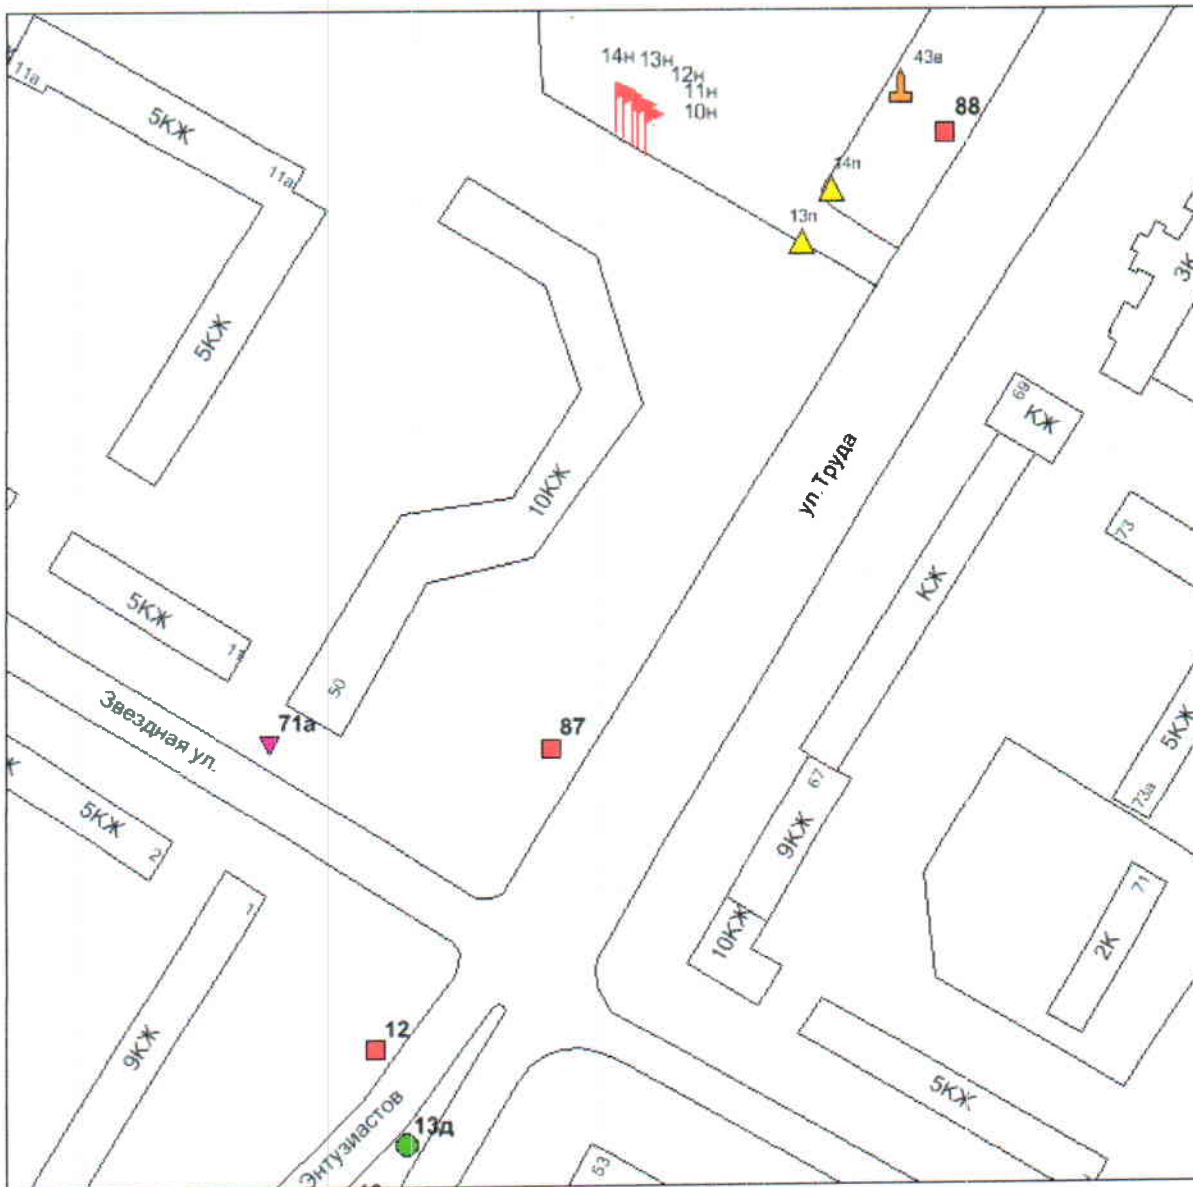 14н 13н
12н
11н
10н
43в
88
14п
13п
11а
5КЖ
11а
5КЖ
3К
69
КЖ
ул. Труда
10КЖ
73
КЖ
5КЖ
50
Звездная ул.
71а
87
5КЖ
67
73а
5КЖ
2
9КЖ
71
1
10КЖ
2К
12
9КЖ
5КЖ
Энтузиастов
13д
53